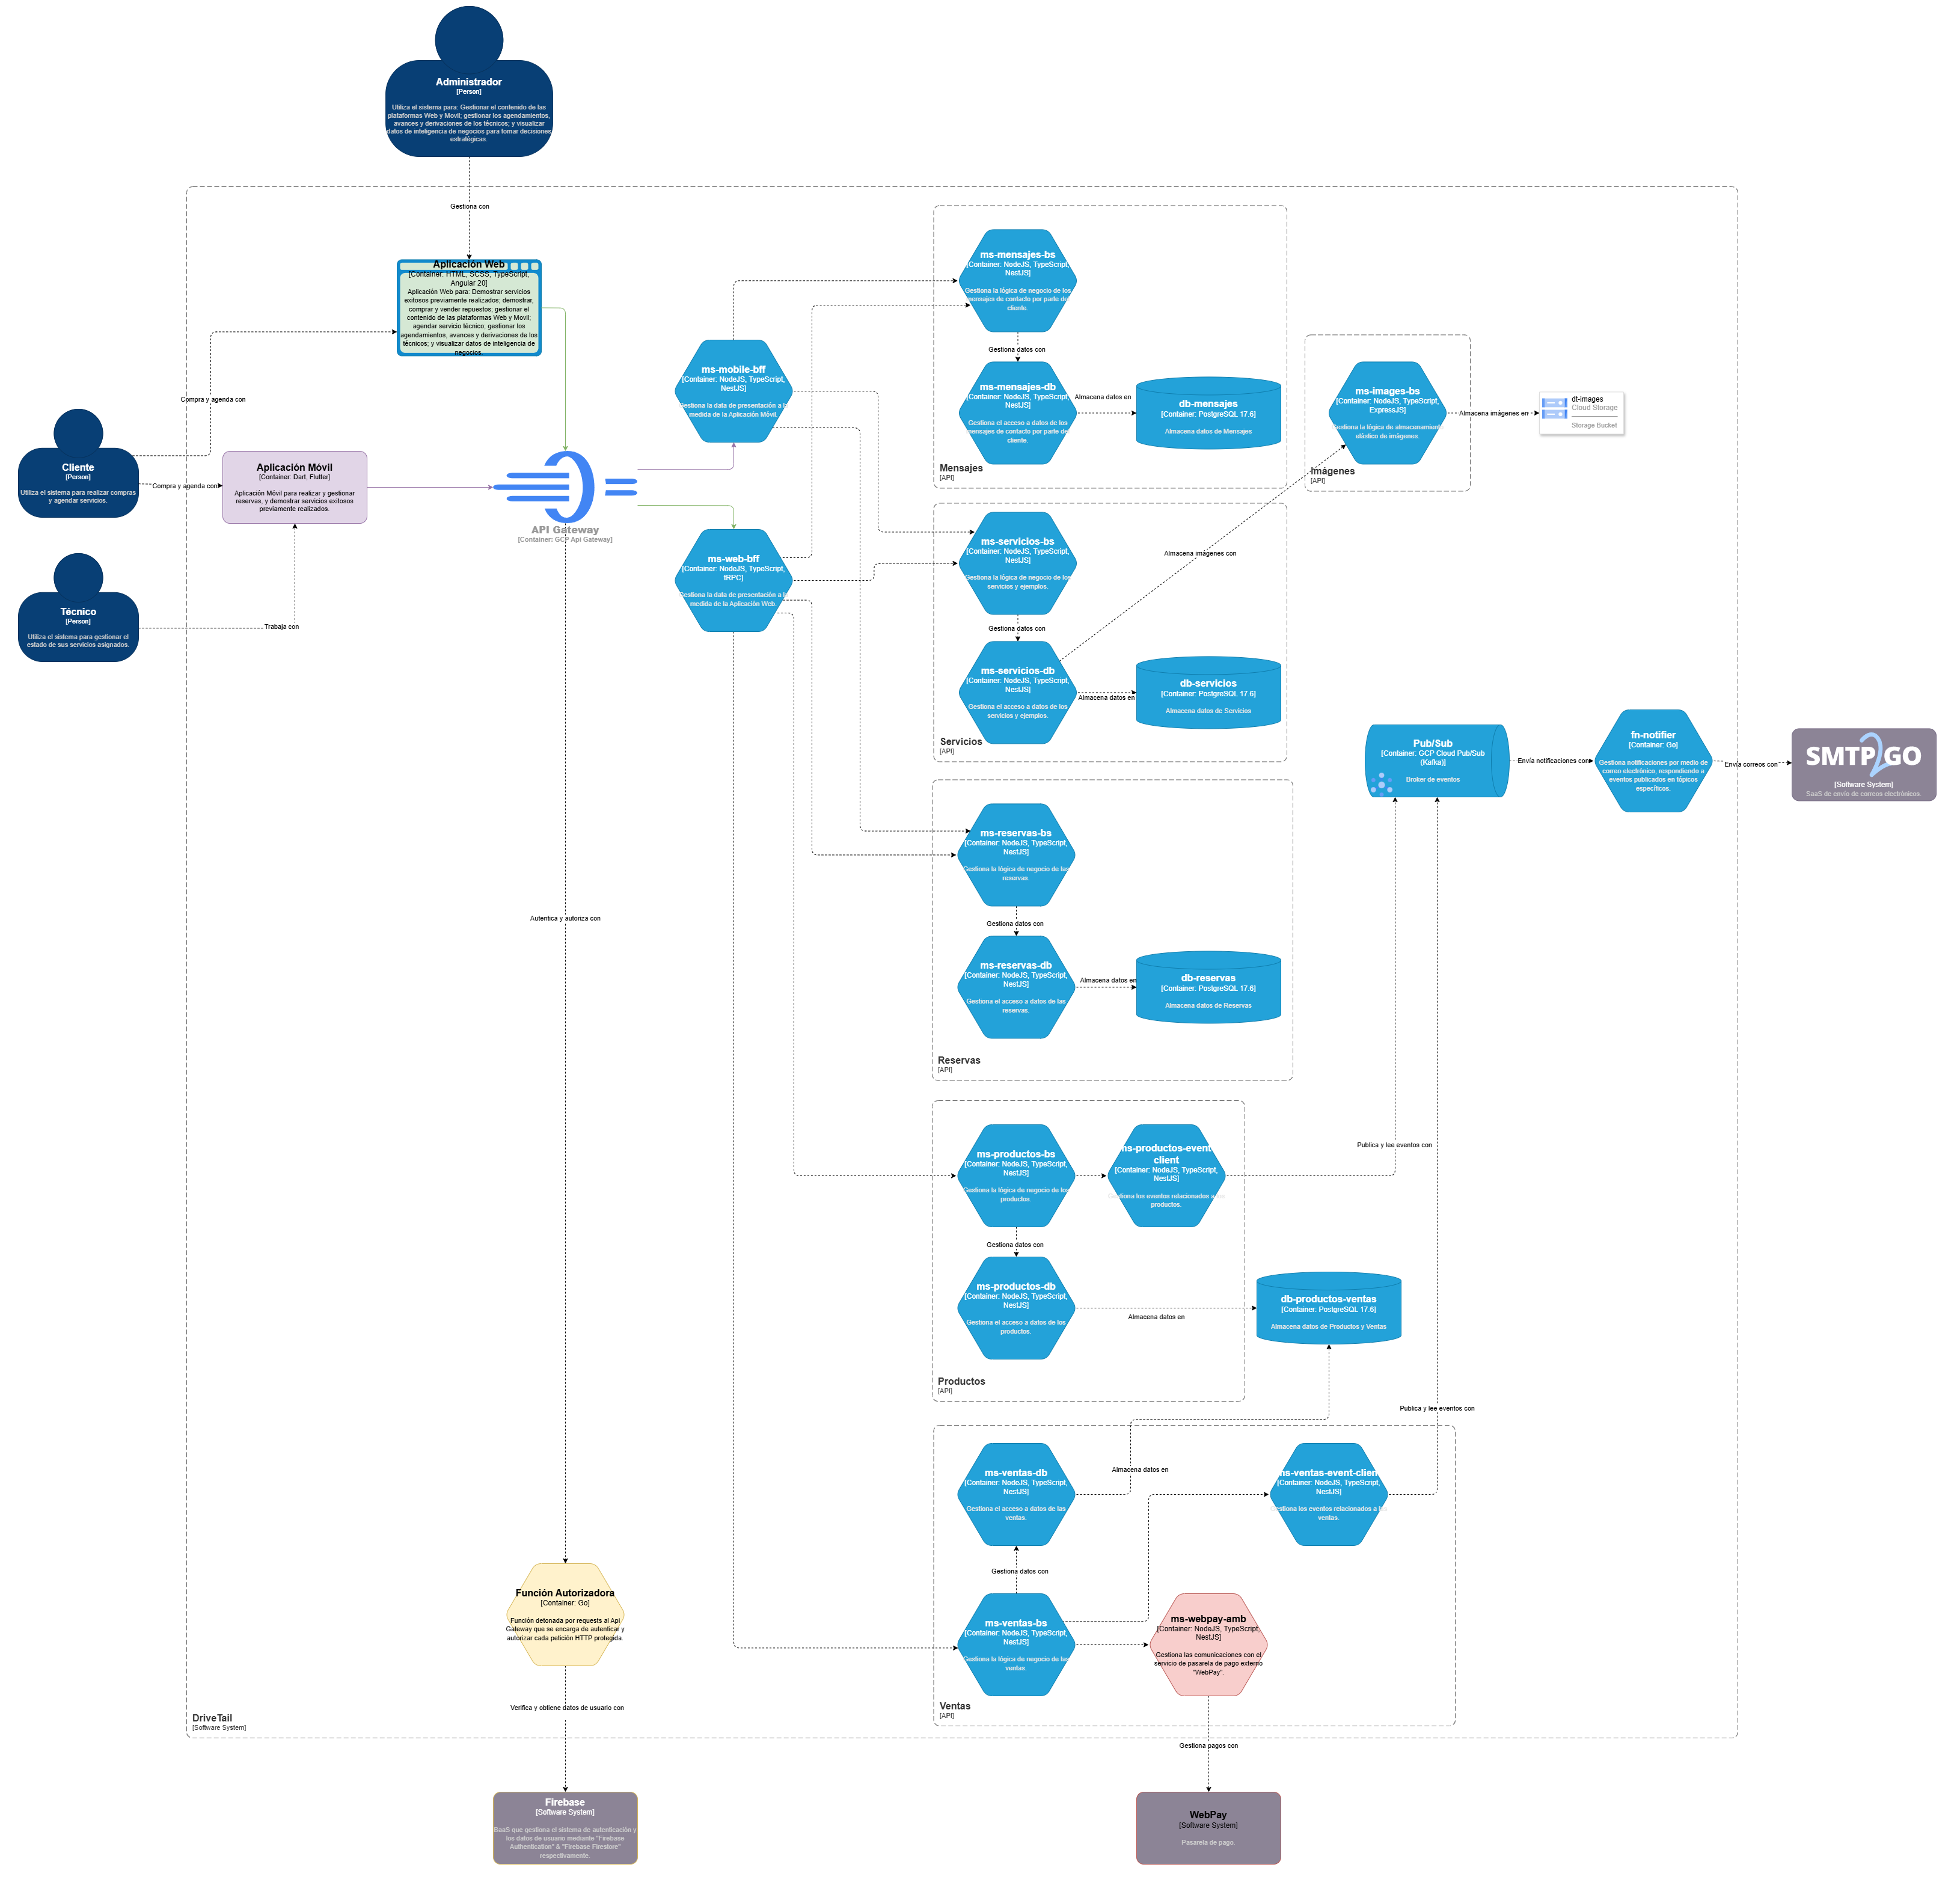 Administrador
[Person]
Utiliza el sistema para: Gestionar el contenido de las
plataformas Web y Movil; gestionar los agendamientos,
avances y derivaciones de los técnicos; y visualizar
datos de inteligencia de negocios para tomar decisiones
estratégicas.
Gestiona con
Aplicación Web
[Container: HTML, SCSS, TypeScript,
Angular 20]
Aplicación Web para: Demostrar servicios
exitosos previamente realizados; demostrar,
comprar y vender repuestos; gestionar el
contenido de las plataformas Web y Movil;
agendar servicio técnico; gestionar los
agendamientos, avances y derivaciones de los
técnicos; y visualizar datos de inteligencia de
negocios.
Compra y agenda con
Cliente
[Person]
Utiliza el sistema para realizar compras
y agendar servicios.
Compra y agenda con
Aplicación Móvil
[Container: Dart, Flutter]
Aplicación Móvil para realizar y gestionar
reservas, y demostrar servicios exitosos
previamente realizados.
Técnico
[Person]
Utiliza el sistema para gestionar el
estado de sus servicios asignados.
Trabaja con
API Gateway
[Container: GCP Api Gateway]
ms-mobile-bff
[Container: NodeJS, TypeScript,
NestJS]
Gestiona la data de presentación a la
medida de la Aplicación Móvil.
ms-web-bff
[Container: NodeJS, TypeScript,
tRPC]
Gestiona la data de presentación a la
medida de la Aplicación Web.
ms-mensajes-bs
[Container: NodeJS, TypeScript,
NestJS]
Gestiona la lógica de negocio de los
mensajes de contacto por parte del
cliente.
Gestiona datos con
ms-mensajes-db
[Container: NodeJS, TypeScript,
NestJS]
Gestiona el acceso a datos de los
mensajes de contacto por parte del
cliente.
Almacena datos en
db-mensajes
[Container: PostgreSQL 17.6]
Almacena datos de Mensajes
Mensajes
[API]
ms-images-bs
[Container: NodeJS, TypeScript,
ExpressJS]
Gestiona la lógica de almacenamiento
elástico de imágenes.
Imágenes
[API]
Almacena imágenes en
dt-images
Cloud Storage
Storage Bucket
ms-servicios-bs
[Container: NodeJS, TypeScript,
NestJS]
Gestiona la lógica de negocio de los
servicios y ejemplos.
Almacena imágenes con
Gestiona datos con
ms-servicios-db
[Container: NodeJS, TypeScript,
NestJS]
Gestiona el acceso a datos de los
servicios y ejemplos.
Almacena datos en
db-servicios
[Container: PostgreSQL 17.6]
Almacena datos de Servicios
Servicios
[API]
Pub/Sub
[Container: GCP Cloud Pub/Sub
(Kafka)]
Broker de eventos
Envía notificaciones con
fn-notifier
[Container: Go]
Gestiona notificaciones por medio de
correo electrónico, respondiendo a
eventos publicados en tópicos
específicos.
Envía correos con
SMTP2GO
[Software System]
SaaS de envío de correos electrónicos.
ms-reservas-bs
[Container: NodeJS, TypeScript,
NestJS]
Gestiona la lógica de negocio de las
reservas.
Gestiona datos con
ms-reservas-db
[Container: NodeJS, TypeScript,
NestJS]
Gestiona el acceso a datos de las
reservas.
Almacena datos en
db-reservas
[Container: PostgreSQL 17.6]
Almacena datos de Reservas
Reservas
[API]
Autentica y autoriza con
ms-productos-bs
[Container: NodeJS, TypeScript,
NestJS]
Gestiona la lógica de negocio de los
productos.
ms-productos-event-
client
[Container: NodeJS, TypeScript,
NestJS]
Gestiona los eventos relacionados a los
productos.
Publica y lee eventos con
Gestiona datos con
ms-productos-db
[Container: NodeJS, TypeScript,
NestJS]
Gestiona el acceso a datos de los
productos.
Almacena datos en
db-productos-ventas
[Container: PostgreSQL 17.6]
Almacena datos de Productos y Ventas
Productos
[API]
Publica y lee eventos con
ms-ventas-db
[Container: NodeJS, TypeScript,
NestJS]
Gestiona el acceso a datos de las
ventas.
Almacena datos en
ms-ventas-event-client
[Container: NodeJS, TypeScript,
NestJS]
Gestiona los eventos relacionados a las
ventas.
Gestiona datos con
ms-ventas-bs
[Container: NodeJS, TypeScript,
NestJS]
Gestiona la lógica de negocio de las
ventas.
ms-webpay-amb
[Container: NodeJS, TypeScript,
NestJS]
Gestiona las comunicaciones con el
servicio de pasarela de pago externo
"WebPay".
Ventas
[API]
Función Autorizadora
[Container: Go]
Función detonada por requests al Api
Gateway que se encarga de autenticar y
autorizar cada petición HTTP protegida.
Verifica y obtiene datos de usuario con
DriveTail
[Software System]
Gestiona pagos con
Firebase
[Software System]
BaaS que gestiona el sistema de autenticación y
los datos de usuario mediante "Firebase
Authentication" & "Firebase Firestore"
respectivamente.
WebPay
[Software System]
Pasarela de pago.